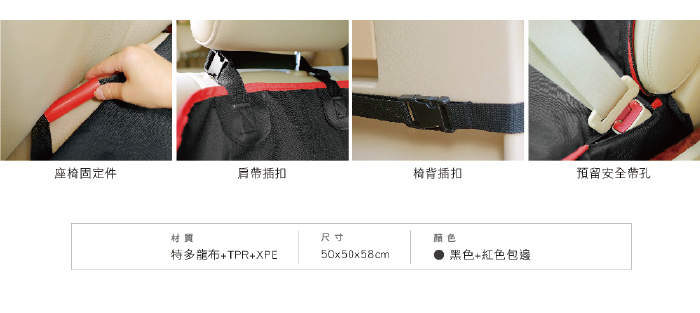 座椅固定件
肩帶插扣
椅背插扣
預留安全帶孔
材質
特多龍布+TPR+XPE
尺寸
50x50x58cm
顏色
黑色+紅色包邊